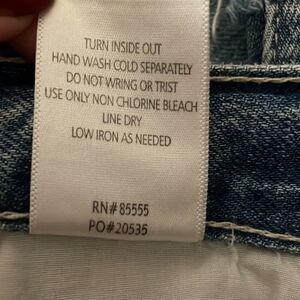 TURN INSIDE OUT
HAND WASH COLD SEPARATELY
DO NOT WRING OR TRIST
USE ONLY NON CHLORINE BLEACH
LINE DRY
LOW IRON AS NEEDED
RN# 85555
PO#20535